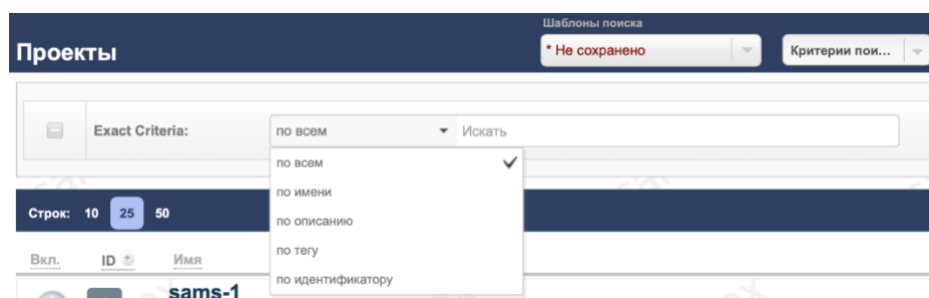 Шаблоны поиска
Проекты
* Не сохранено
Критерии пои...
Exact Criteria:
по всем
Искать
по всем
по имени
по описанию
по тегу
по идентификатору
Строк: 10 25 50
Вкл. ID Имя
sams-1